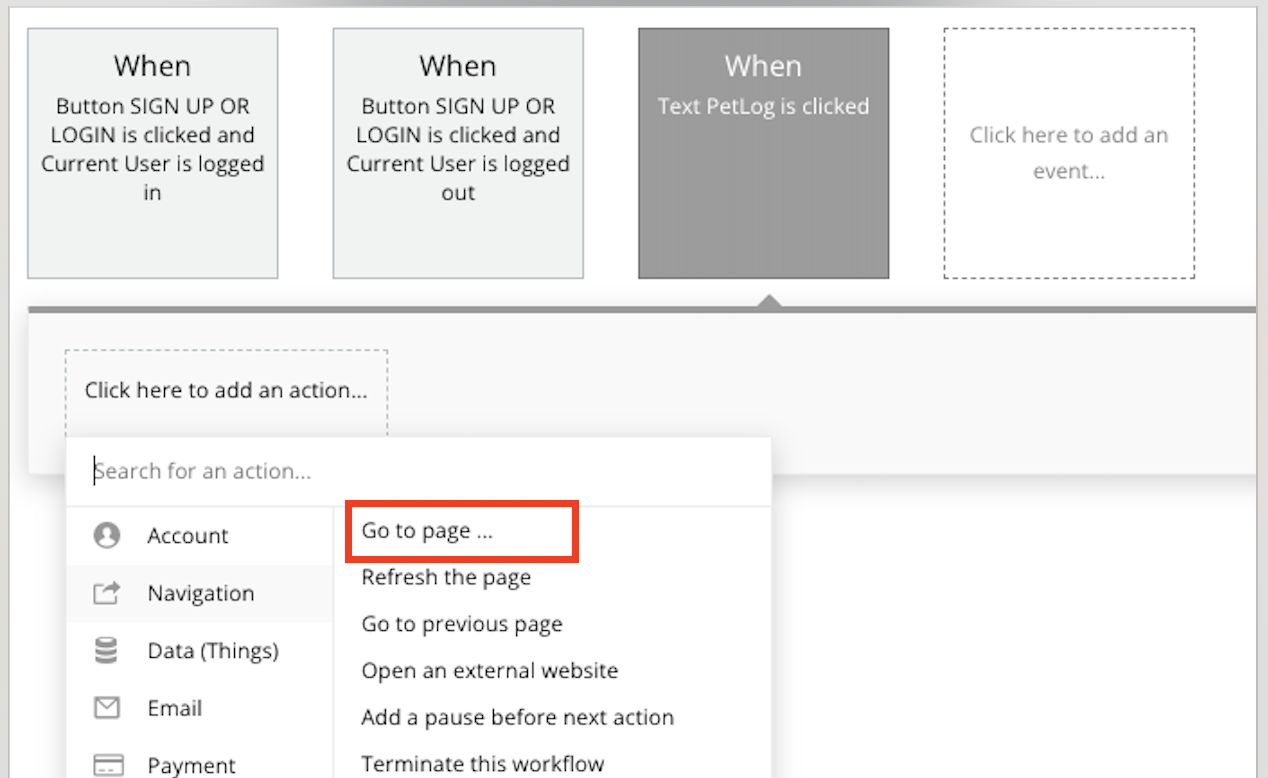 When
Button SIGN UP OR
LOGIN is clicked and
Current User is logged
in
When
Button SIGN UP OR
LOGIN is clicked and
Current User is logged
out
When
Text PetLog is clicked
Click here to add an
event...
Click here to add an action...
Search for an action...
Account
Navigation
Data (Things)
Email
Payment
Go to page ...
Refresh the page
Go to previous page
Open an external website
Add a pause before next action
Terminate this workflow